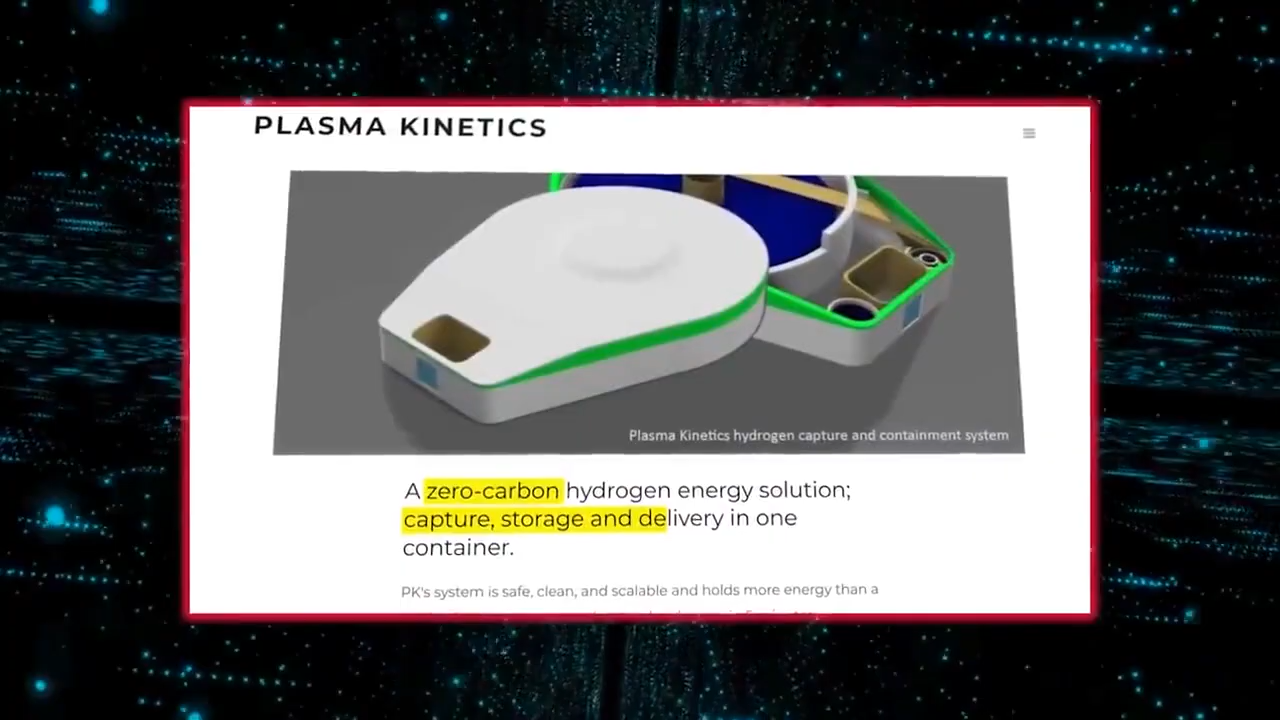 PLASMA KINETICS
Plasma Kinetics hydrogen capture and containment system
A zero-carbon hydrogen energy solution;
capture, storage and delivery in one
container.
PK's system is safe, clean, and scalable and holds more energy than a